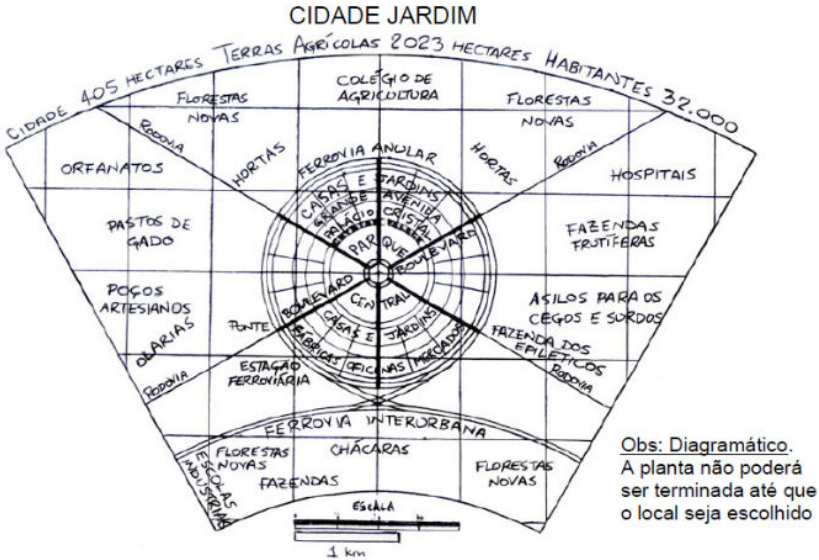 CIDADE JARDIM
CIDADE 405 HECTARES TERRAS AGRÍCOLAS 2023 HECTARES HABITANTES 32.000
COLÉGIO DE
AGRICULTURA
FLORESTAS
NOVAS
FLORESTAS
NOVAS
RODOVIA
RODOVIA
HORTAS
FERROVIA ANULAR
HORTAS
ORFANATOS
HOSPITAIS
CASAS E JARDINS
GRANDE AVENIDA
PALÁCIO CRISTAL
PASTOS DE
GADO
FAZENDAS
FRUTÍFERAS
PARQUE
BOULEVARD
BOULEVARD
CENTRAL
POÇOS
ARTESIANOS
ASILOS PARA OS
CEGOS E SURDOS
OLARIAS
PONTE
CASAS E JARDINS
FÁBRICAS OFICINAS MERCADOS
FAZENDA DOS
EPILÉTICOS
RODOVIA
ESTAÇÃO
FERROVIÁRIA
RODOVIA
FERROVIA INTERURBANA
ESCOLAS
INDUSTRIAIS
FLORESTAS
NOVAS
CHÁCARAS
FAZENDAS
FLORESTAS
NOVAS
ESCALA
1 km
Obs: Diagramático.
A planta não poderá
ser terminada até que
o local seja escolhido